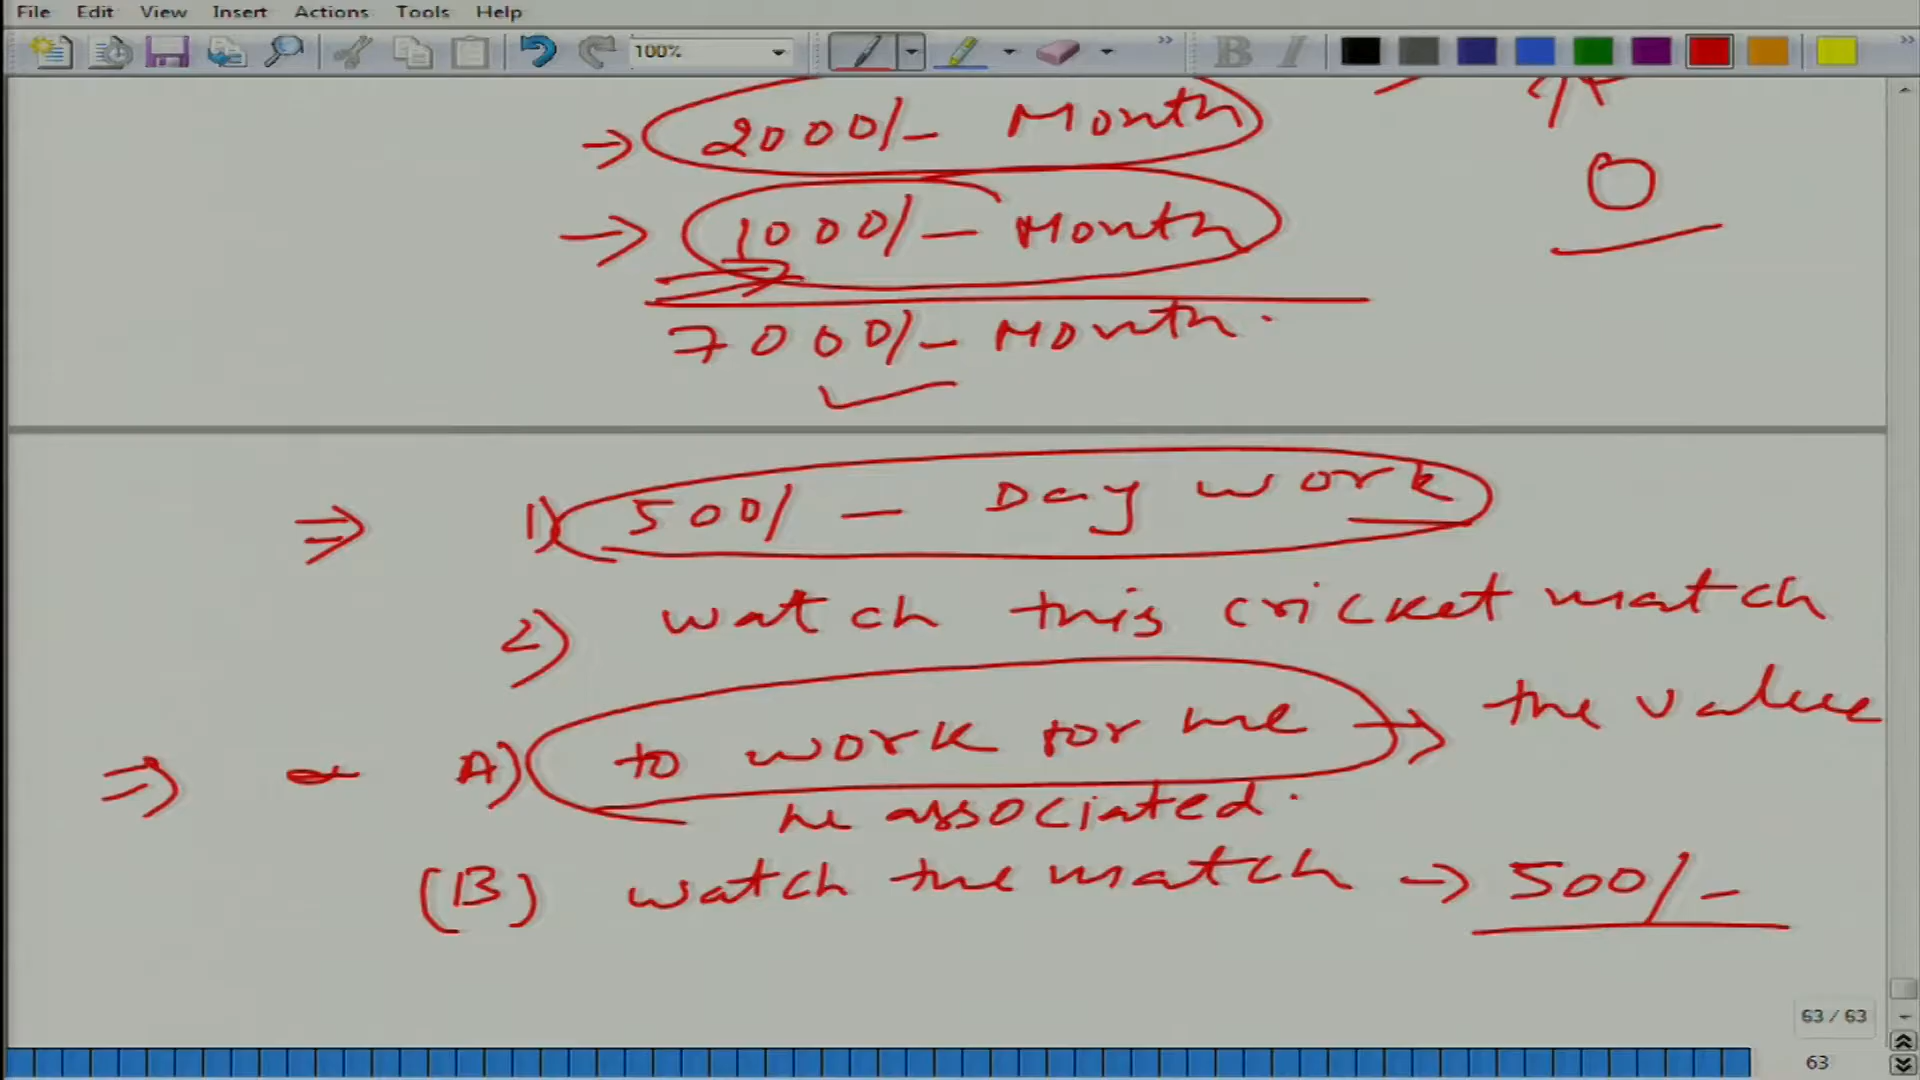 File Edit View Insert Actions Tools Help
100%
2000/- Month
1000/- Month
7000/- Month.
1) 500/ - Day work
2) watch this cricket match
A) to work for me → the value
he associated.
(B) watch the match → 500/-
63 / 63
63